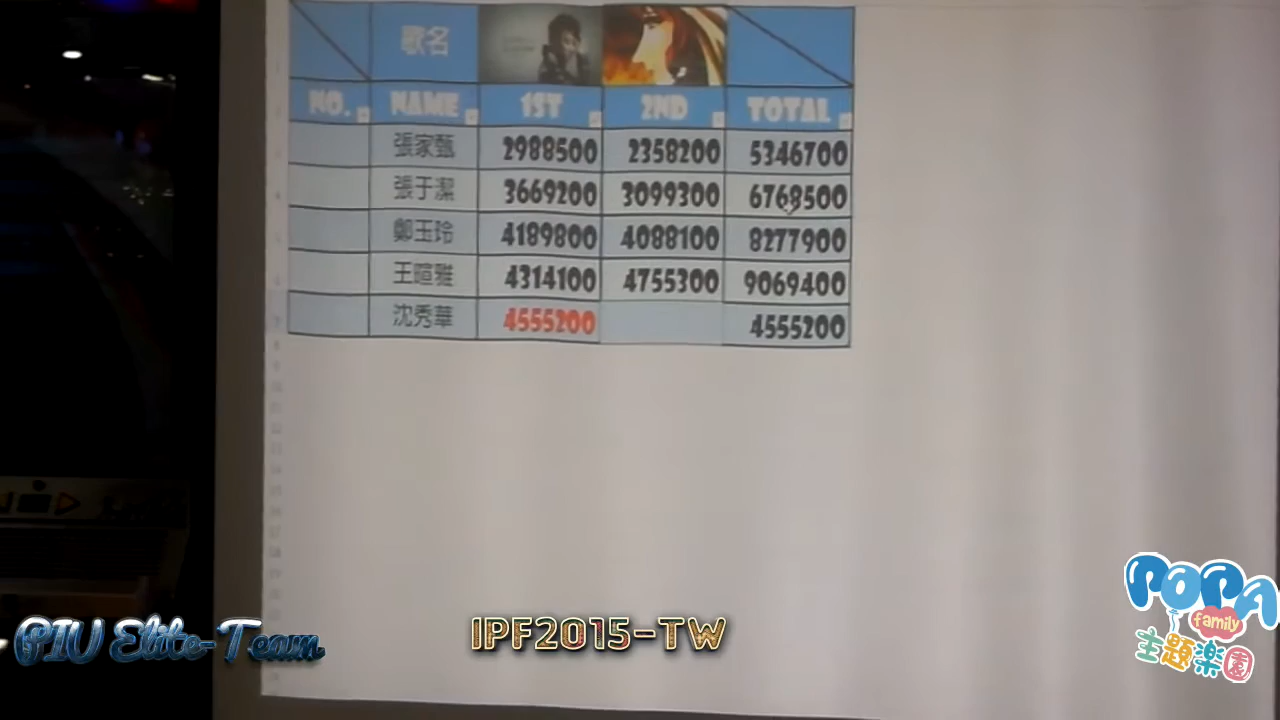 歌名
NO. NAME 1ST 2ND TOTAL
張家甄 2988500 2358200 5346700
張于潔 3669200 3099300 6768500
鄭玉玲 4189800 4088100 8277900
王暄雅 4314100 4755300 9069400
沈秀華 4555200 4555200
PIU Elite-Team
IPF2015-TW
POPA
family
主題楽園